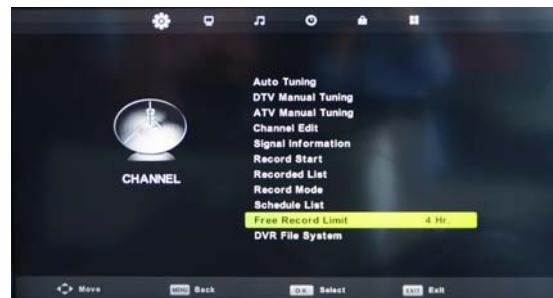 Auto Tuning
DTV Manual Tuning
ATV Manual Tuning
Channel Edit
Signal Information
Record Start
Recorded List
Record Mode
Schedule List
Free Record Limit 4 Hr.
DVR File System
CHANNEL
Move MENU Back OK Select EXIT Exit